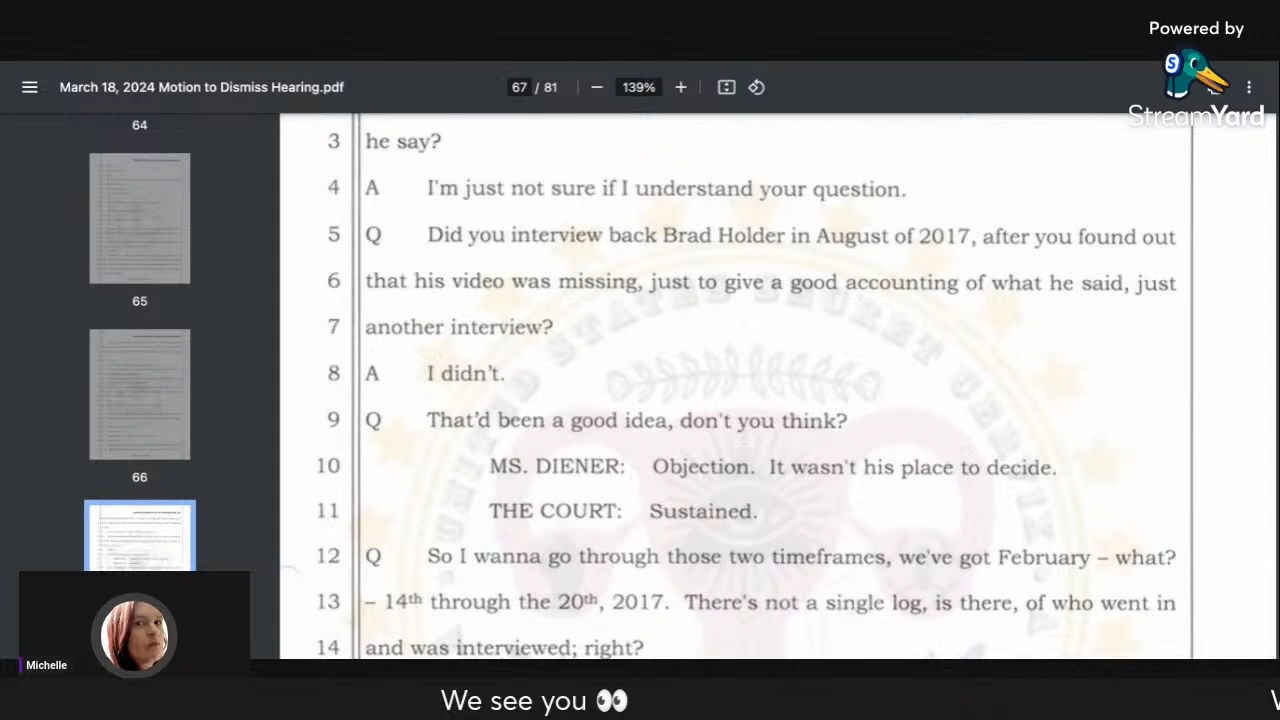 Powered by
StreamYard
March 18, 2024 Motion to Dismiss Hearing.pdf
67 / 81
139%
64
65
66
3 he say?
4 A I'm just not sure if I understand your question.
5 Q Did you interview back Brad Holder in August of 2017, after you found out
6 that his video was missing, just to give a good accounting of what he said, just
7 another interview?
8 A I didn't.
9 Q That'd been a good idea, don't you think?
10 MS. DIENER: Objection. It wasn't his place to decide.
11 THE COURT: Sustained.
12 Q So I wanna go through those two timeframes, we've got February – what?
13 – 14th through the 20th, 2017. There's not a single log, is there, of who went in
14 and was interviewed; right?
Michelle
We see you 👀